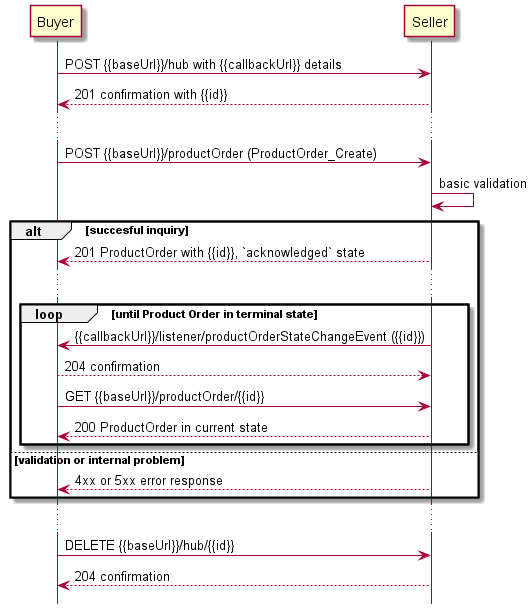 Buyer Seller
POST {{baseUrl}}/hub with {{callbackUrl}} details
201 confirmation with {{id}}
POST {{baseUrl}}/productOrder (ProductOrder_Create)
basic validation
alt [succesful inquiry]
201 ProductOrder with {{id}}, `acknowledged` state
loop [until Product Order in terminal state]
{{callbackUrl}}/listener/productOrderStateChangeEvent ({{id}})
204 confirmation
GET {{baseUrl}}/productOrder/{{id}}
200 ProductOrder in current state
[validation or internal problem]
4xx or 5xx error response
DELETE {{baseUrl}}/hub/{{id}}
204 confirmation